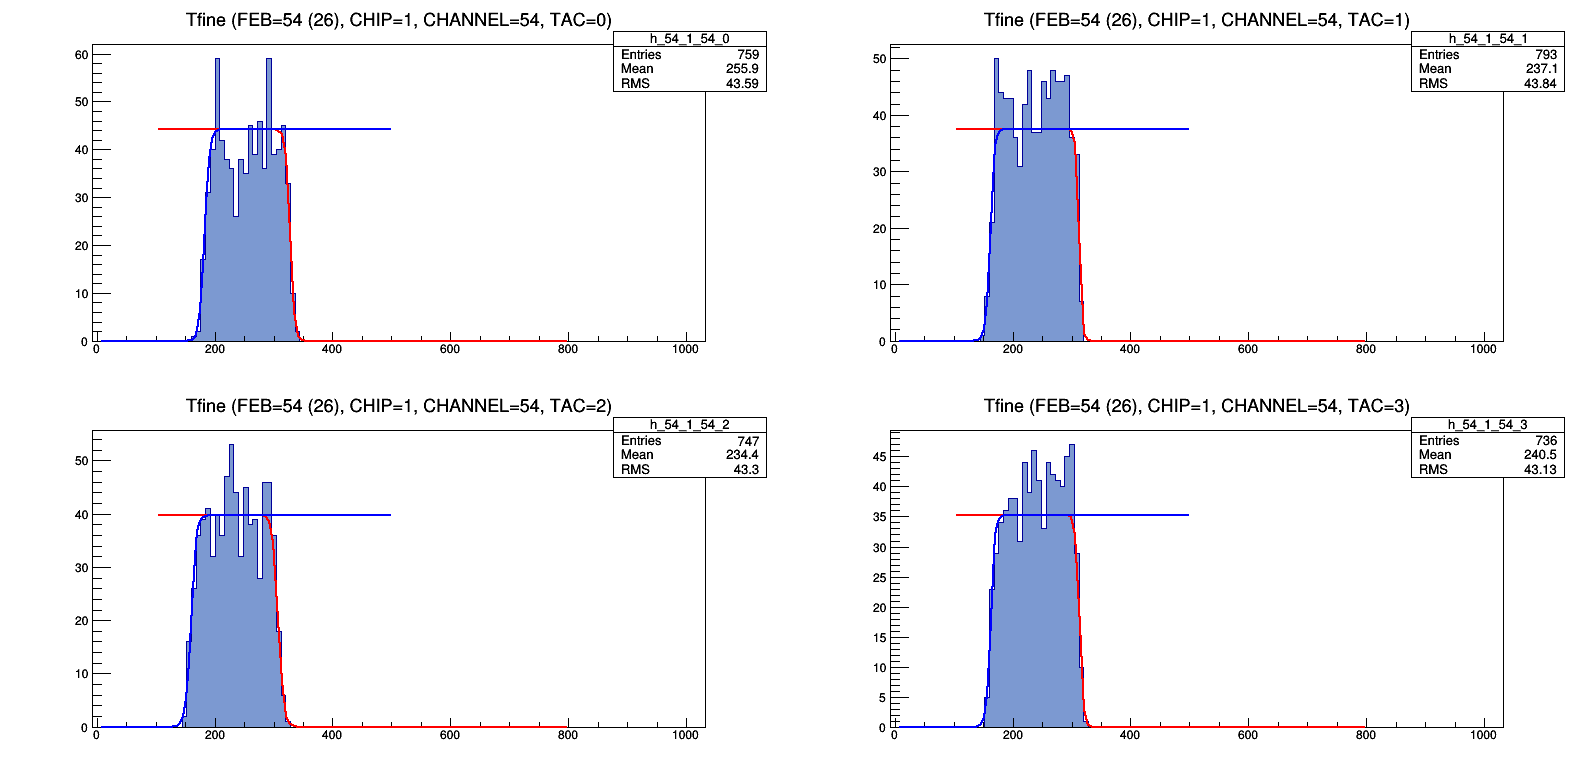 Tfine (FEB=54 (26), CHIP=1, CHANNEL=54, TAC=0)
h_54_1_54_0
Entries 759
Mean 255.9
RMS 43.59
60
50
40
30
20
10
0
0 200 400 600 800 1000
Tfine (FEB=54 (26), CHIP=1, CHANNEL=54, TAC=1)
h_54_1_54_1
Entries 793
Mean 237.1
RMS 43.84
50
40
30
20
10
0
0 200 400 600 800 1000
Tfine (FEB=54 (26), CHIP=1, CHANNEL=54, TAC=2)
h_54_1_54_2
Entries 747
Mean 234.4
RMS 43.3
50
40
30
20
10
0
0 200 400 600 800 1000
Tfine (FEB=54 (26), CHIP=1, CHANNEL=54, TAC=3)
h_54_1_54_3
Entries 736
Mean 240.5
RMS 43.13
45
40
35
30
25
20
15
10
5
0
0 200 400 600 800 1000